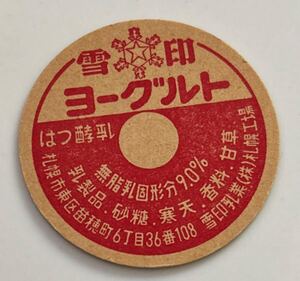 雪印
ヨーグルト
はつ酵乳
無脂乳固形分9.0%
乳製品・砂糖・寒天・香料・甘草
札幌市東区苗穂町6丁目36番108 雪印乳業(株)札幌工場